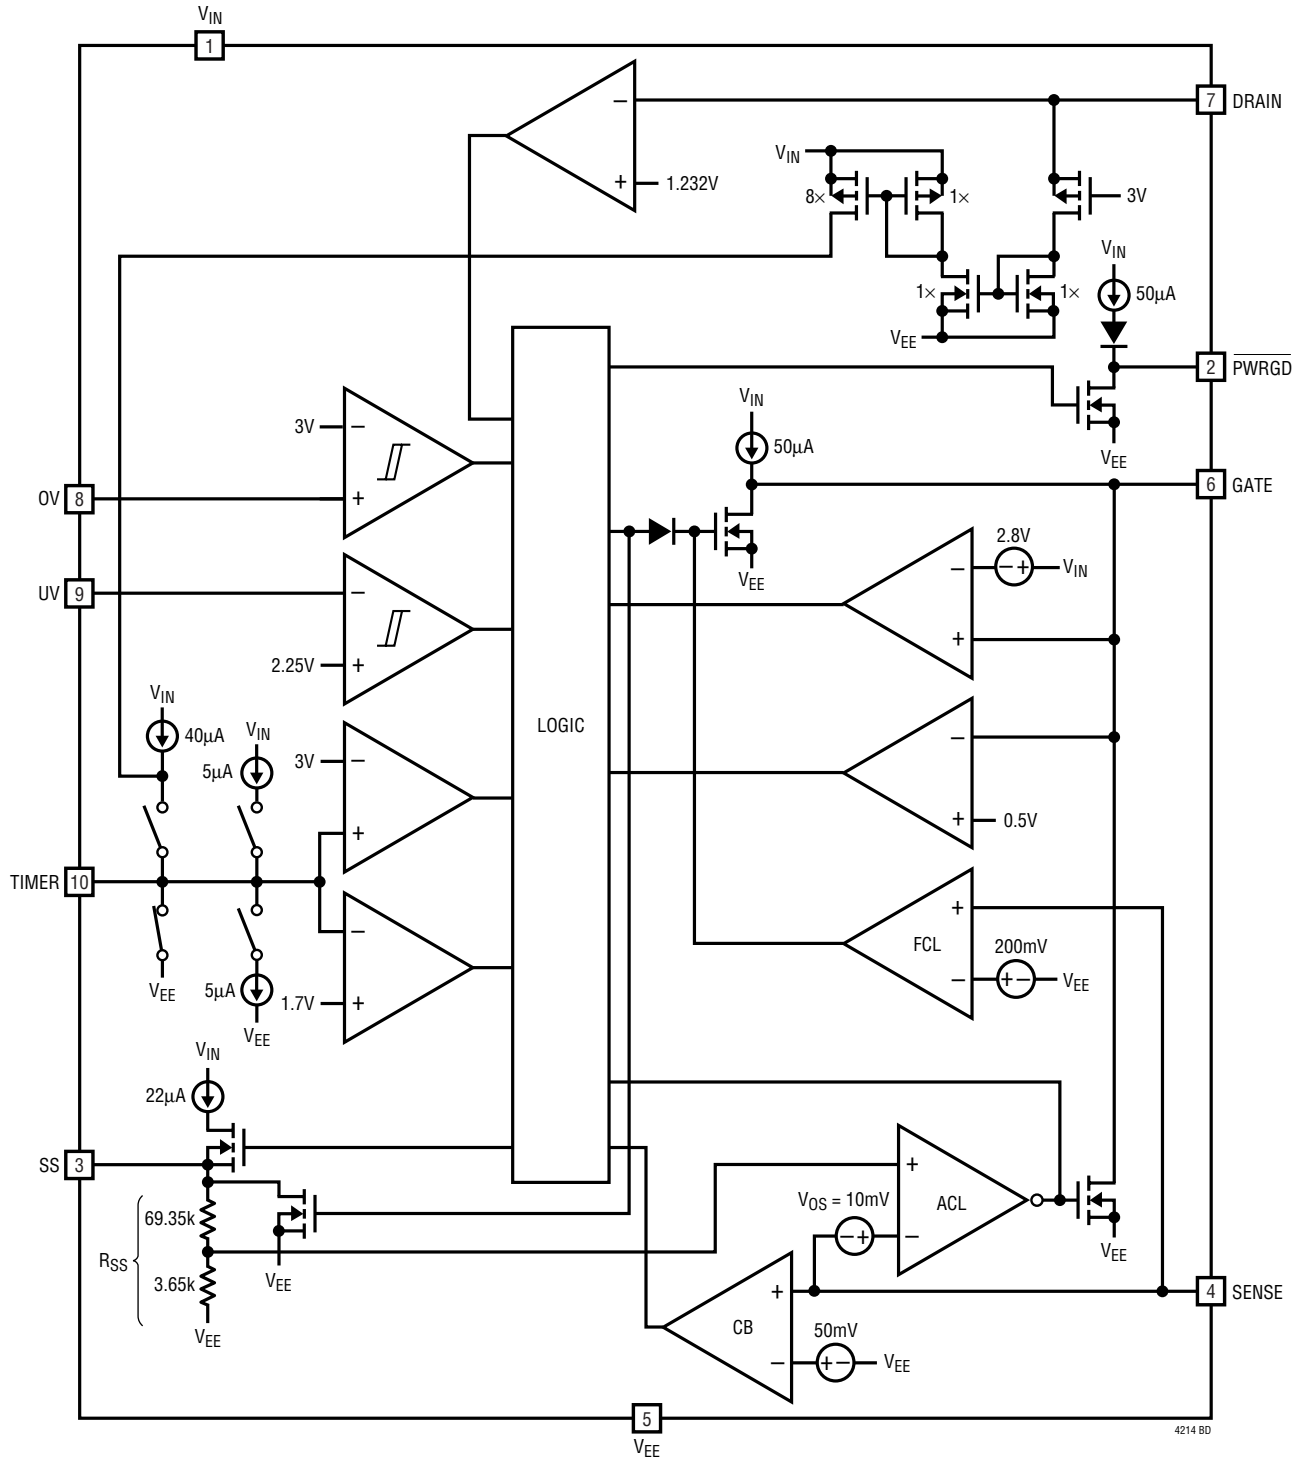 VIN
1
−
7 DRAIN
VIN
+ 1.232V
8×
1×
3V
VIN
1×
1×
50µA
VEE
2 PWRGD
VIN
3V −
50µA
VEE
6 GATE
OV 8
+
2.8V
−
− +
VIN
VEE
UV 9
−
+
2.25V +
VIN
LOGIC
40µA
VIN
−
3V −
5µA
+
+ 0.5V
TIMER 10
+
−
FCL
200mV
−
+ −
VEE
VEE
5µA
1.7V +
VEE
VIN
22µA
SS 3
+
VOS = 10mV
ACL
69.35k
− +
−
RSS
VEE
VEE
3.65k
+
4 SENSE
CB
50mV
VEE
−
+ −
VEE
5
VEE
4214 BD